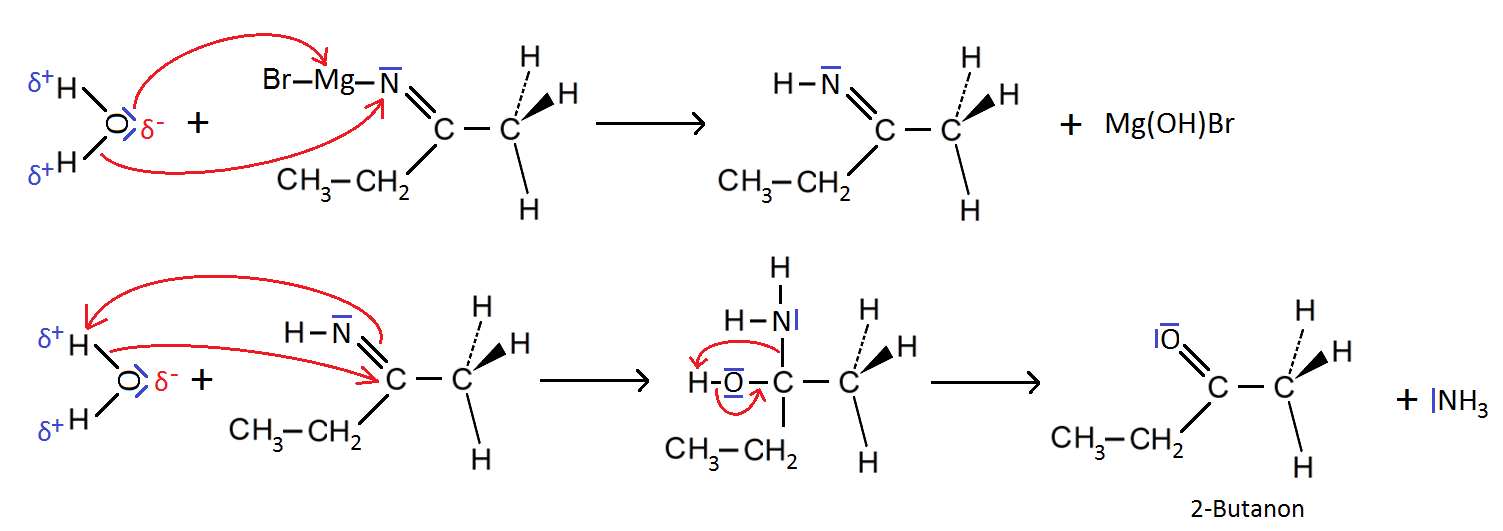 δ+ H O δ- H δ+ + Br–Mg–N C CH3–CH2 C H H H H–N C CH3–CH2 C H H H + Mg(OH)Br
δ+ H O δ- H δ+ + H–N C CH3–CH2 C H H H H H–N H–O–C CH3–CH2 C H H H O C CH3–CH2 C H H H + |NH3
2-Butanon